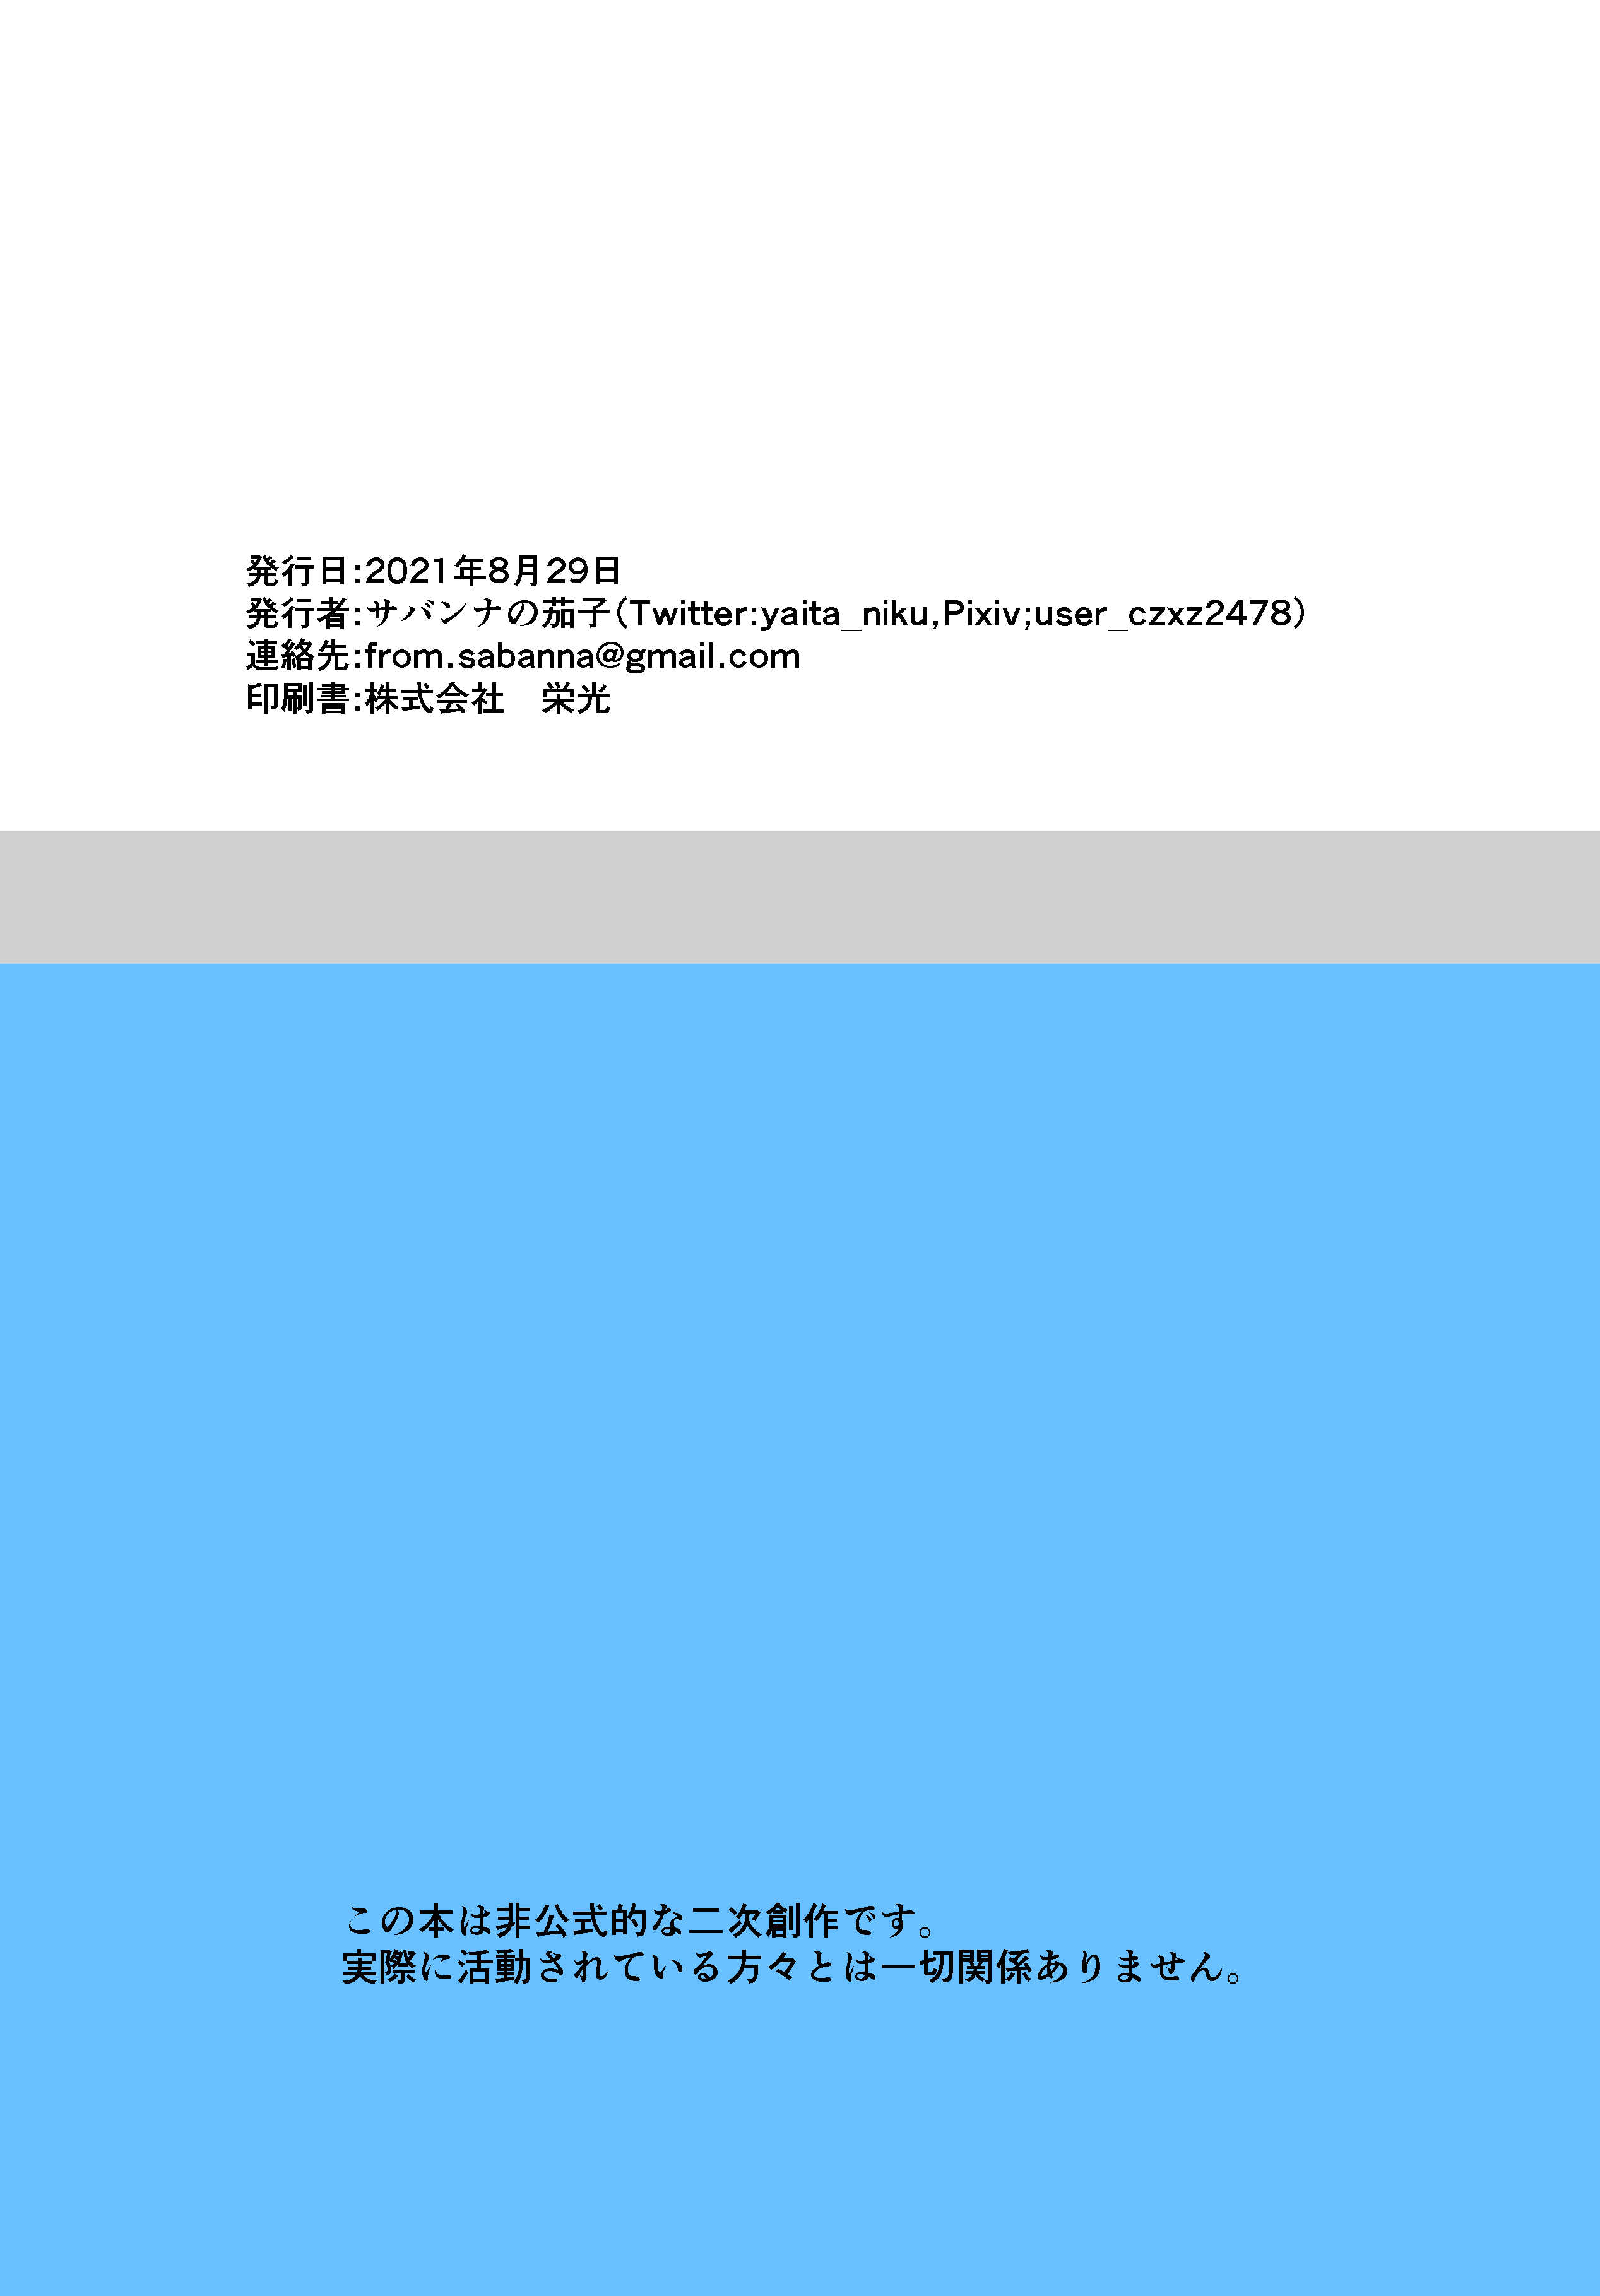 発行日:2021年8月29日
発行者:サバンナの茄子(Twitter:yaita_niku,Pixiv;user_czxz2478)
連絡先:from.sabanna@gmail.com
印刷書:株式会社　栄光
この本は非公式的な二次創作です。
実際に活動されている方々とは一切関係ありません。